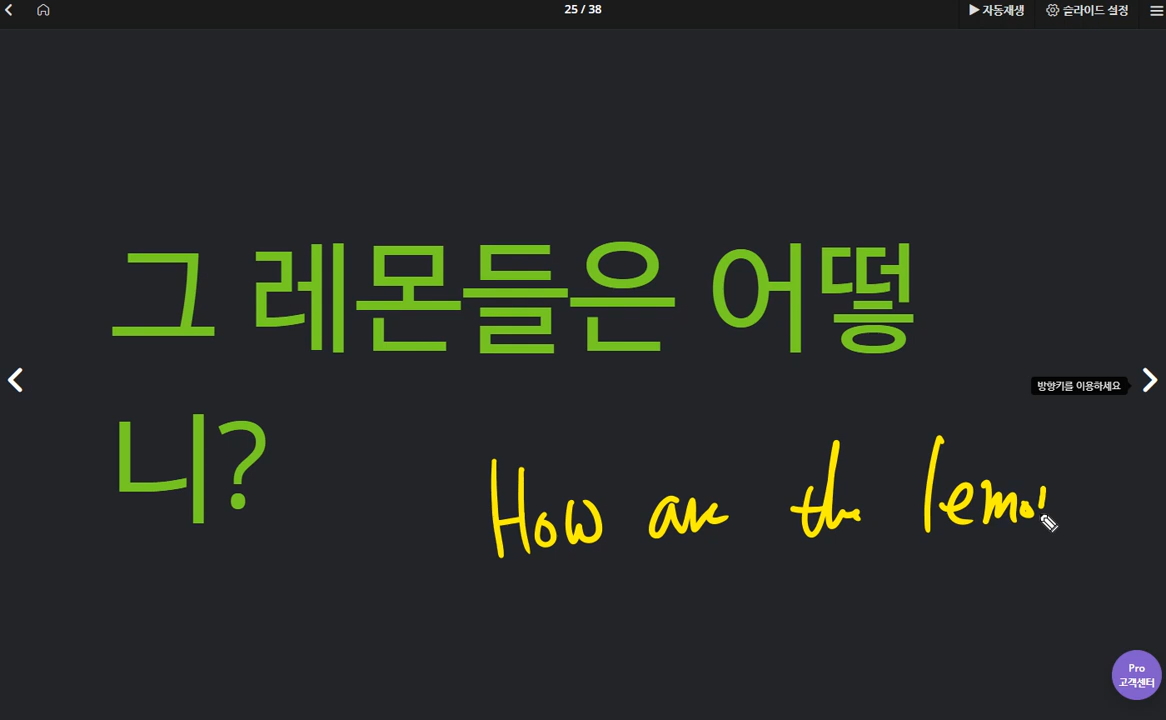 25 / 38
자동재생
슬라이드 설정
그 레몬들은 어떻
니?
방향키를 이용하세요
How are the lemo
Pro
고객센터